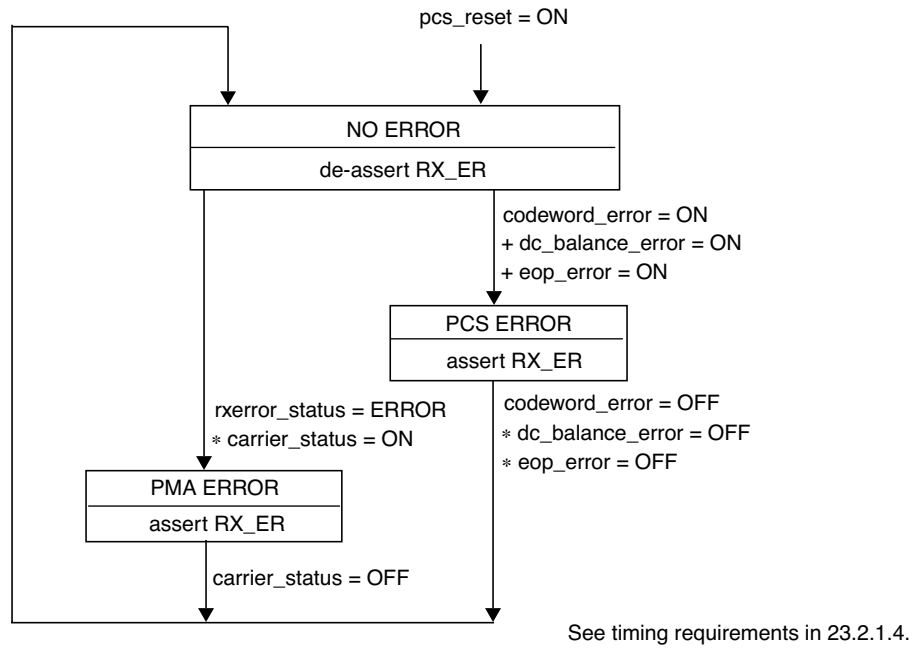 pcs_reset = ON
NO ERROR
de-assert RX_ER
codeword_error = ON
+ dc_balance_error = ON
+ eop_error = ON
PCS ERROR
assert RX_ER
rxerror_status = ERROR
* carrier_status = ON
codeword_error = OFF
* dc_balance_error = OFF
* eop_error = OFF
PMA ERROR
assert RX_ER
carrier_status = OFF
See timing requirements in 23.2.1.4.